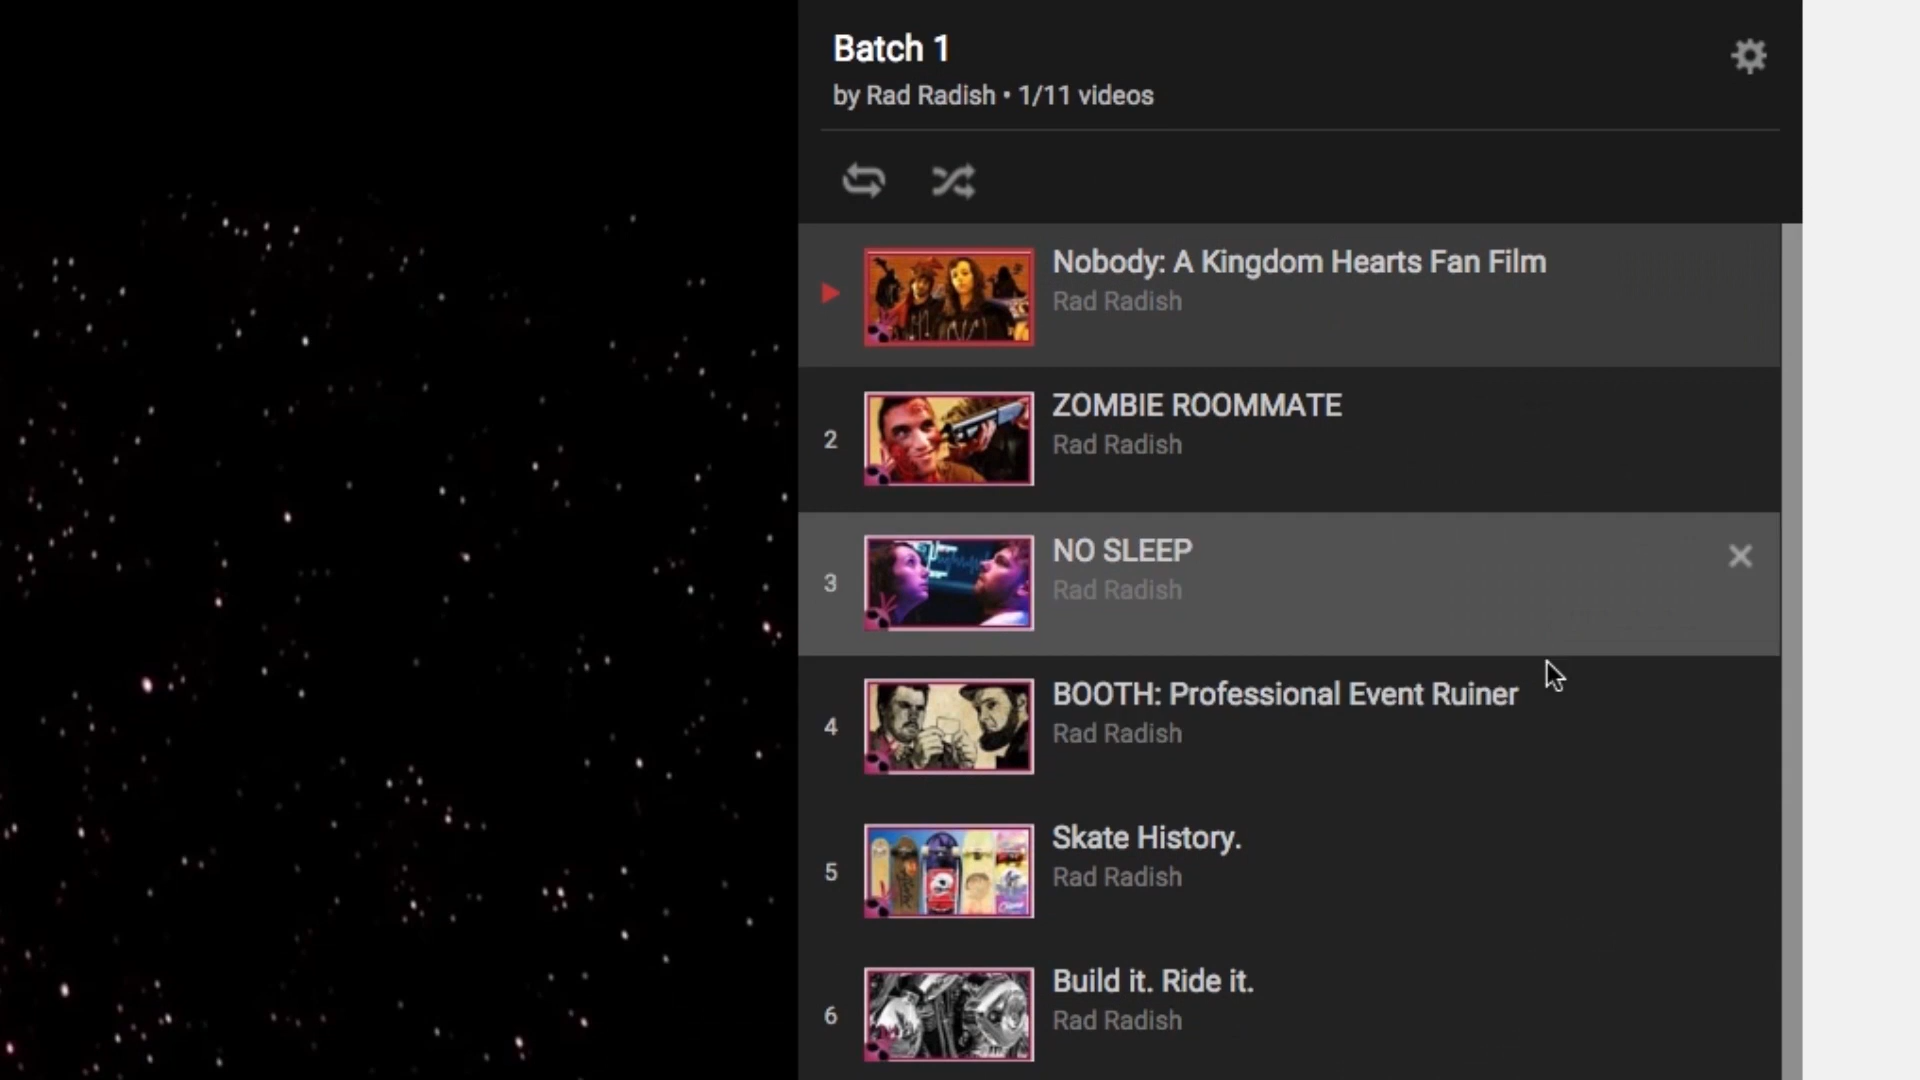 Batch 1
by Rad Radish • 1/11 videos
Nobody: A Kingdom Hearts Fan Film
Rad Radish
2
ZOMBIE ROOMMATE
Rad Radish
3
NO SLEEP
Rad Radish
4
BOOTH: Professional Event Ruiner
Rad Radish
5
Skate History.
Rad Radish
6
Build it. Ride it.
Rad Radish